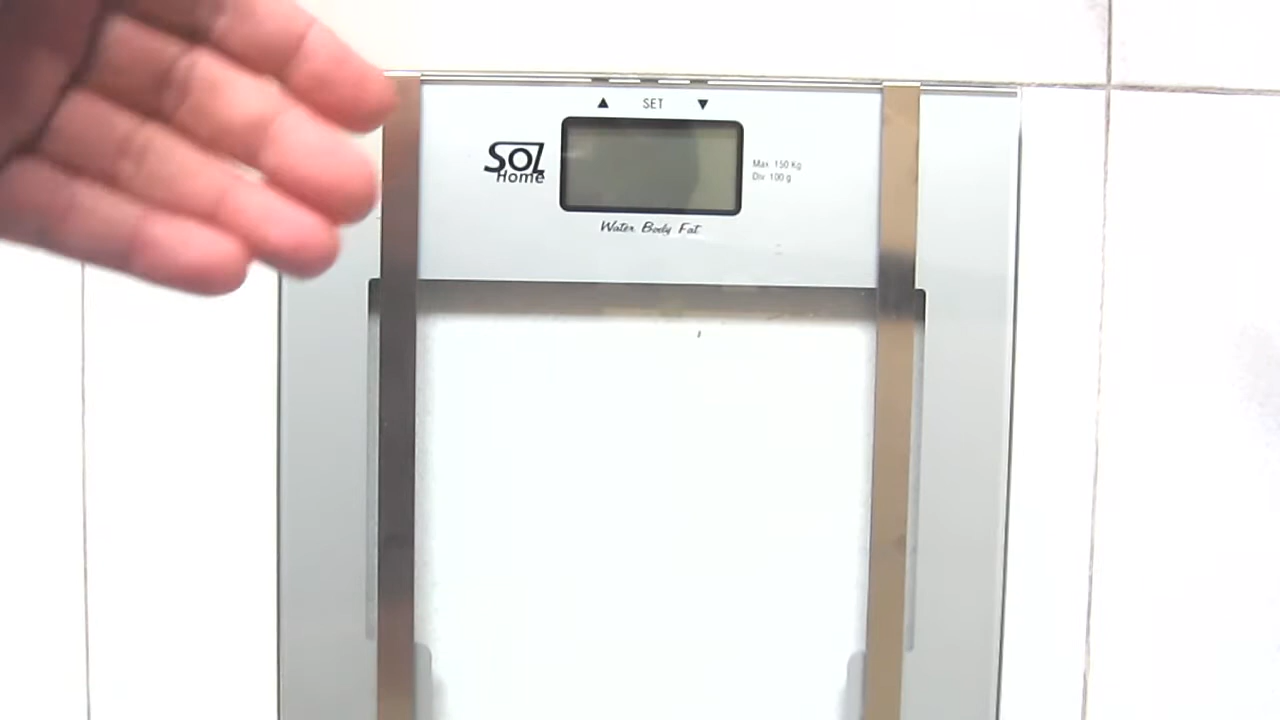 ▲ SET ▼
SOL
Home
Max 150 Kg
Div 100 g
Water Body Fat